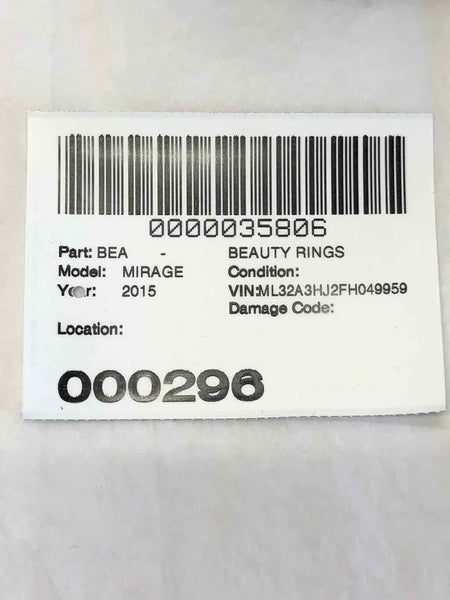 0000035806
Part: BEA - BEAUTY RINGS
Model: MIRAGE Condition:
Year: 2015 VIN:ML32A3HJ2FH049959
Damage Code:
Location:
000296